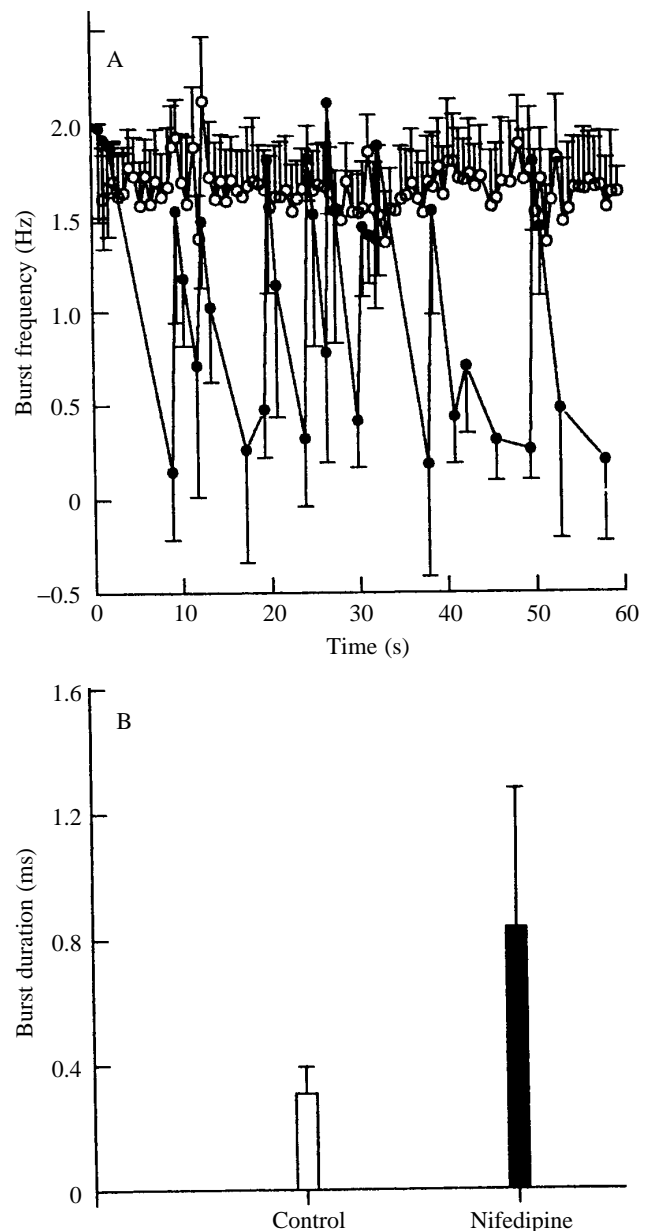 A
Burst frequency (Hz)
2.0
1.5
1.0
0.5
0
−0.5
0 10 20 30 40 50 60
Time (s)
B
Burst duration (ms)
1.6
1.2
0.8
0.4
0
Control Nifedipine